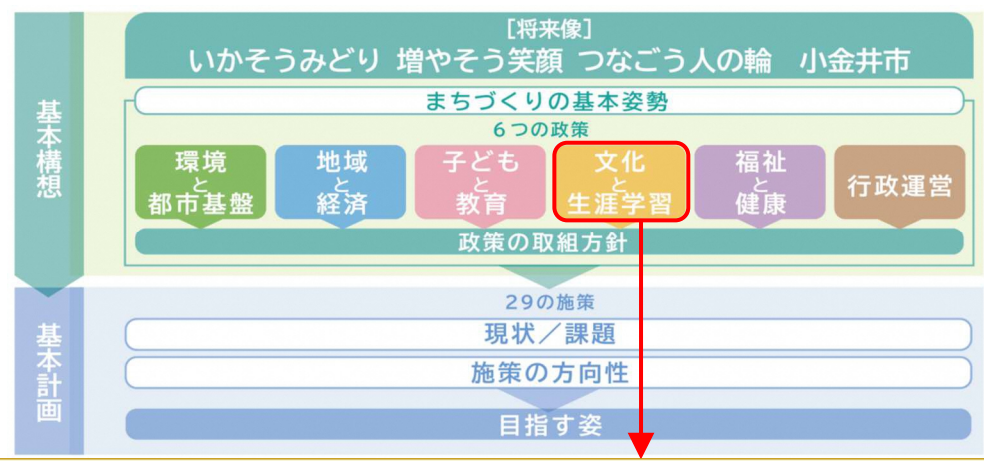 [将来像]
いかそうみどり 増やそう笑顔 つなごう人の輪 小金井市
基本構想
まちづくりの基本姿勢
6つの政策
環境
と
都市基盤
地域
と
経済
子ども
と
教育
文化
と
生涯学習
福祉
と
健康
行政運営
政策の取組方針
基本計画
29の施策
現状／課題
施策の方向性
目指す姿